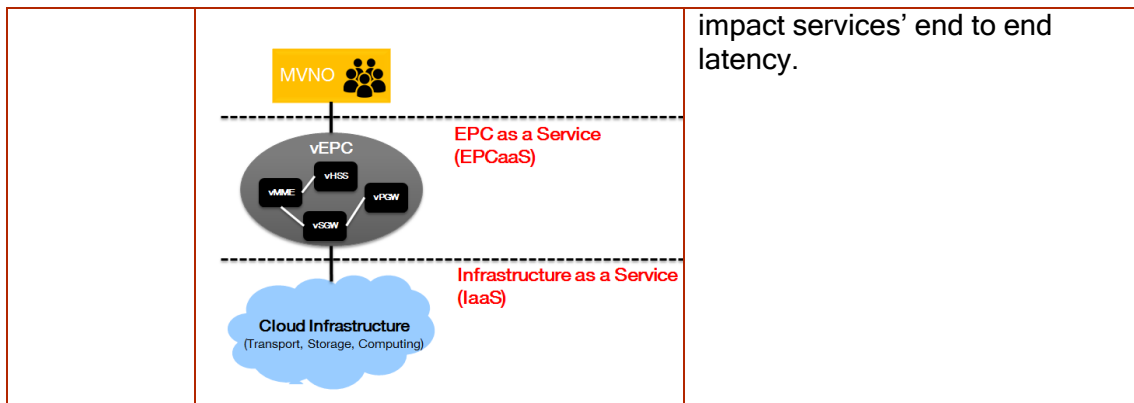 impact services’ end to end
latency.
MVNO
EPC as a Service
(EPCaaS)
vEPC
vHSS
vMME
vPGW
vSGW
Infrastructure as a Service
(IaaS)
Cloud Infrastructure
(Transport, Storage, Computing)